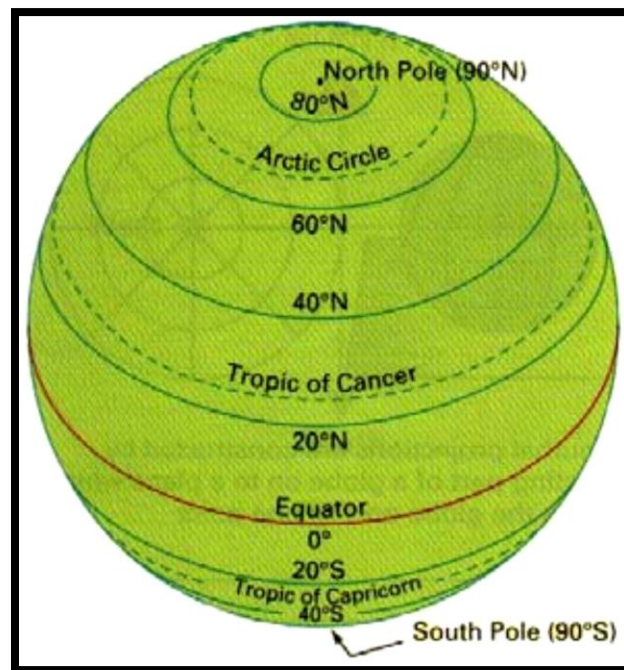 North Pole (90°N)
80°N
Arctic Circle
60°N
40°N
Tropic of Cancer
20°N
Equator
0°
20°S
Tropic of Capricorn
40°S
South Pole (90°S)